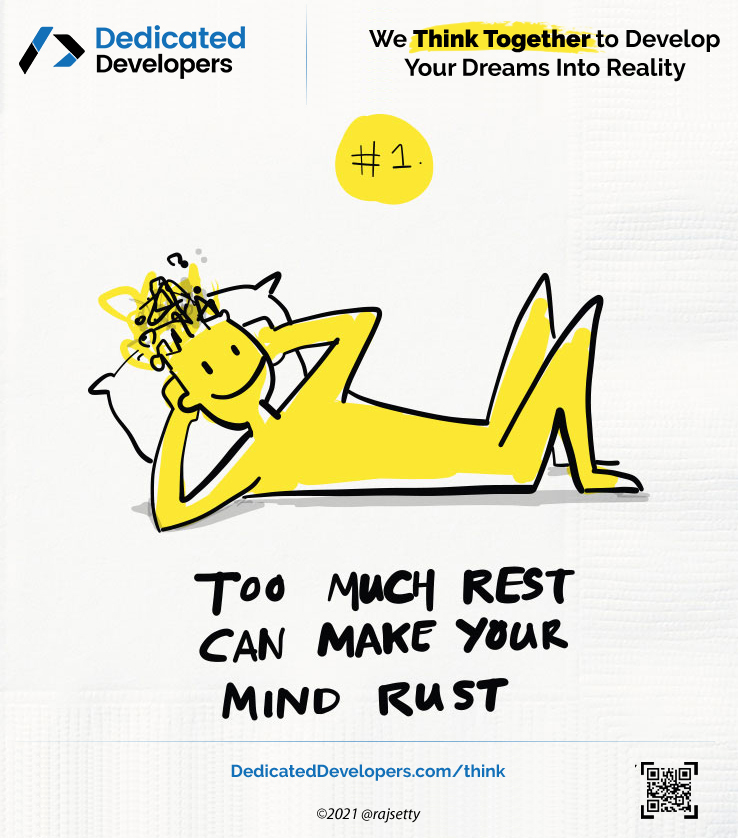 Dedicated
Developers
We Think Together to Develop
Your Dreams Into Reality
#1.
TOO MUCH REST
CAN MAKE YOUR
MIND RUST
DedicatedDevelopers.com/think
©2021 @rajsetty